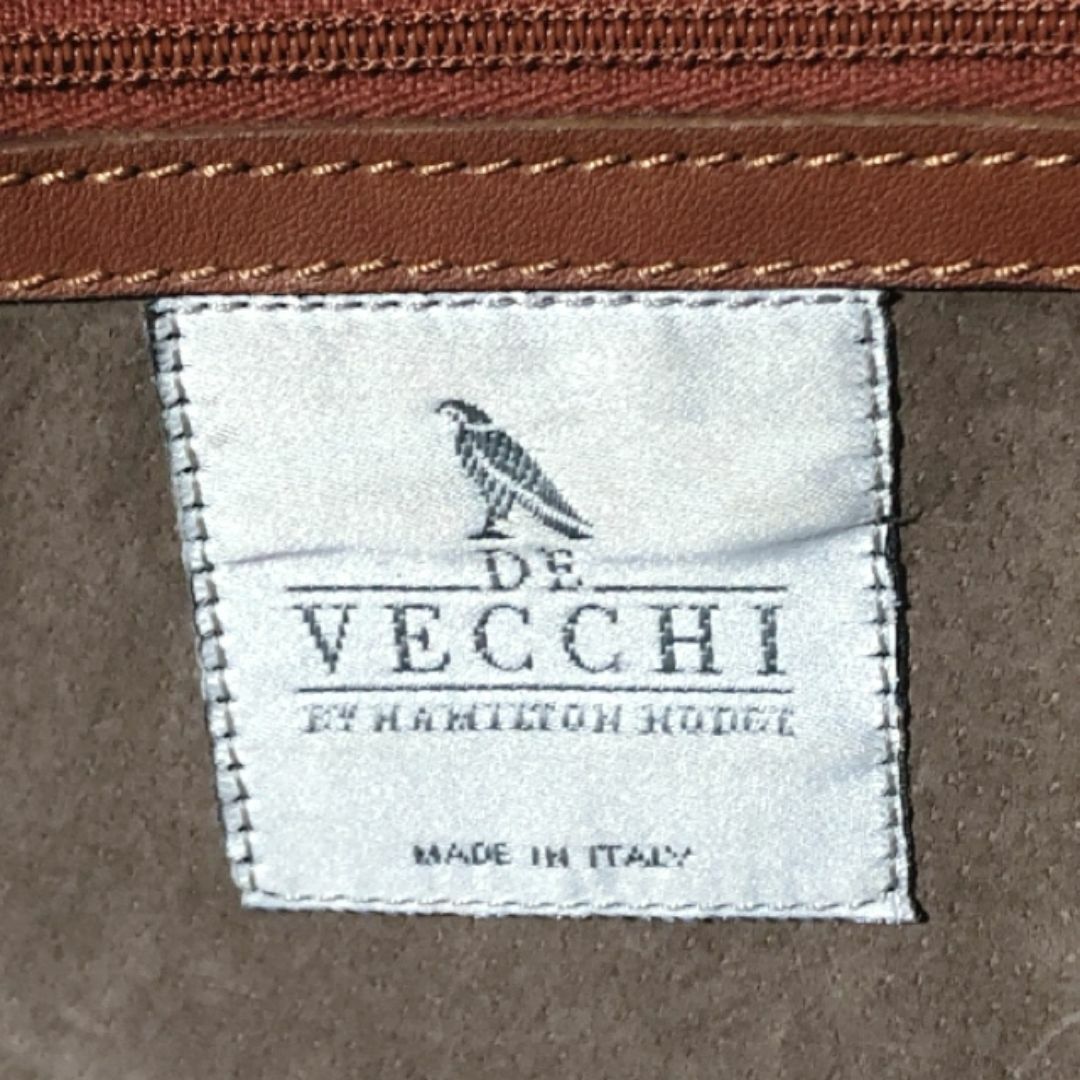 DE
VECCHI
BY HAMILTON HODGE
MADE IN ITALY